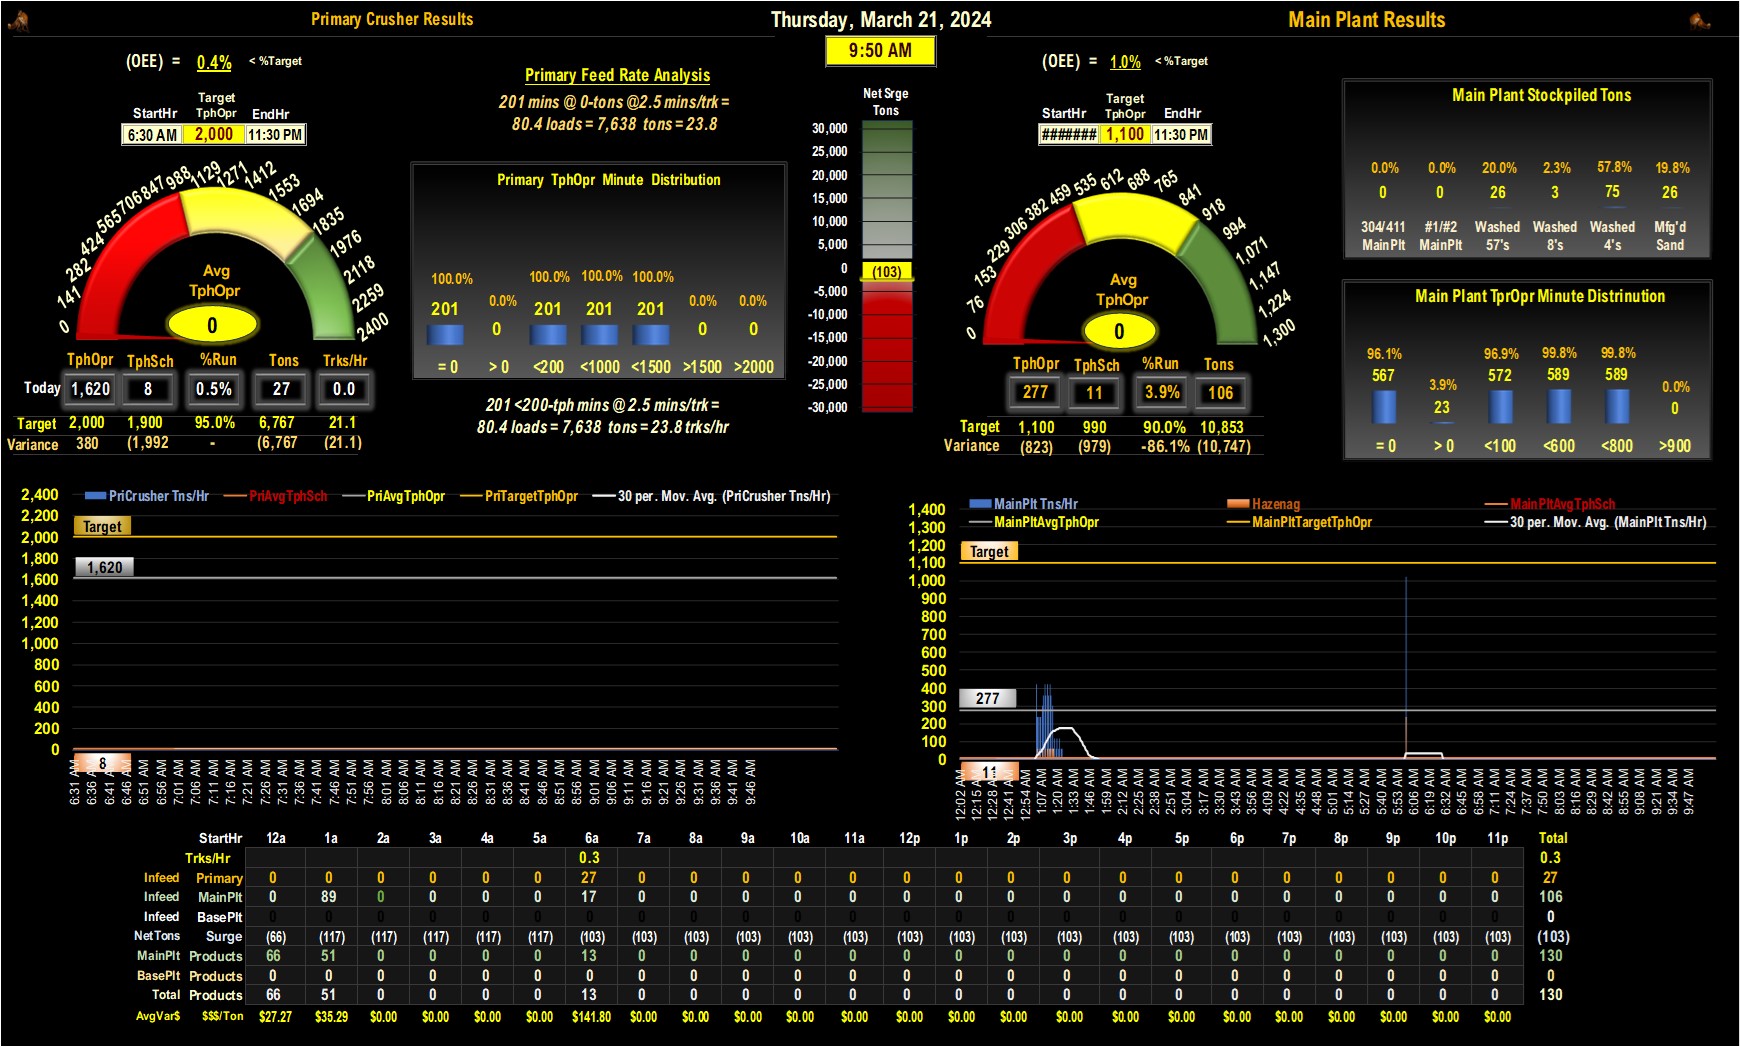 Primary Crusher Results
Thursday, March 21, 2024
Main Plant Results
9:50 AM
(OEE) = 0.4% < %Target
Target
StartHr TphOpr EndHr
6:30 AM 2,000 11:30 PM
0 141 282 424 565 706 847 988 1129 1271 1412 1553 1694 1835 1976 2118 2259 2400
Avg
TphOpr
0
TphOpr TphSch %Run Tons Trks/Hr
Today 1,620 8 0.5% 27 0.0
Target 2,000 1,900 95.0% 6,767 21.1
Variance 380 (1,992 - (6,767 (21.1)
Primary Feed Rate Analysis
201 mins @ 0-tons @2.5 mins/trk =
80.4 loads = 7,638 tons = 23.8
Primary TphOpr Minute Distribution
100.0% 0.0% 100.0% 100.0% 100.0% 0.0% 0.0%
201 0 201 201 201 0 0
= 0 > 0 <200 <1000 <1500 >1500 >2000
201 <200-tph mins @ 2.5 mins/trk =
80.4 loads = 7,638 tons = 23.8 trks/hr
Net Srge
Tons
30,000
25,000
20,000
15,000
10,000
5,000
0
(103)
-5,000
-10,000
-15,000
-20,000
-25,000
-30,000
(OEE) = 1.0% < %Target
Target
StartHr TphOpr EndHr
####### 1,100 11:30 PM
0 76 153 229 306 382 459 535 612 688 765 841 918 994 1,071 1,147 1,224 1,300
Avg
TphOpr
0
TphOpr TphSch %Run Tons
277 11 3.9% 106
Target 1,100 990 90.0% 10,853
Variance (823) (979) -86.1% (10,747)
Main Plant Stockpiled Tons
0.0% 0.0% 20.0% 2.3% 57.8% 19.8%
0 0 26 3 75 26
304/411 #1/#2 Washed Washed Washed Mfg'd
MainPlt MainPlt 57's 8's 4's Sand
Main Plant TprOpr Minute Distrinution
96.1% 3.9% 96.9% 99.8% 99.8% 0.0%
567 23 572 589 589 0
= 0 > 0 <100 <600 <800 >900
PriCrusher Tns/Hr PriAvgTphSch PriAvgTphOpr PriTargetTphOpr 30 per. Mov. Avg. (PriCrusher Tns/Hr)
2,400
2,200
Target
2,000
1,800
1,620
1,600
1,400
1,200
1,000
800
600
400
200
0
8
6:31 AM 6:36 AM 6:41 AM 6:46 AM 6:51 AM 6:56 AM 7:01 AM 7:06 AM 7:11 AM 7:16 AM 7:21 AM 7:26 AM 7:31 AM 7:36 AM 7:41 AM 7:46 AM 7:51 AM 7:56 AM 8:01 AM 8:06 AM 8:11 AM 8:16 AM 8:21 AM 8:26 AM 8:31 AM 8:36 AM 8:41 AM 8:46 AM 8:51 AM 8:56 AM 9:01 AM 9:06 AM 9:11 AM 9:16 AM 9:21 AM 9:26 AM 9:31 AM 9:36 AM 9:41 AM 9:46 AM
MainPlt Tns/Hr Hazenag MainPltAvgTphSch
MainPltAvgTphOpr MainPltTargetTphOpr 30 per. Mov. Avg. (MainPlt Tns/Hr)
1,400
1,300
1,200
Target
1,100
1,000
900
800
700
600
500
400
277
300
200
100
0
11
12:02 AM 12:15 AM 12:28 AM 12:41 AM 12:54 AM 1:07 AM 1:20 AM 1:33 AM 1:46 AM 1:59 AM 2:12 AM 2:25 AM 2:38 AM 2:51 AM 3:04 AM 3:17 AM 3:30 AM 3:43 AM 3:56 AM 4:09 AM 4:22 AM 4:35 AM 4:48 AM 5:01 AM 5:14 AM 5:27 AM 5:40 AM 5:53 AM 6:06 AM 6:19 AM 6:32 AM 6:45 AM 6:58 AM 7:11 AM 7:24 AM 7:37 AM 7:50 AM 8:03 AM 8:16 AM 8:29 AM 8:42 AM 8:55 AM 9:08 AM 9:21 AM 9:34 AM 9:47 AM
StartHr 12a 1a 2a 3a 4a 5a 6a 7a 8a 9a 10a 11a 12p 1p 2p 3p 4p 5p 6p 7p 8p 9p 10p 11p Total
Trks/Hr 0.3 0.3
Infeed Primary 0 0 0 0 0 0 27 0 0 0 0 0 0 0 0 0 0 0 0 0 0 0 0 0 27
Infeed MainPlt 0 89 0 0 0 0 17 0 0 0 0 0 0 0 0 0 0 0 0 0 0 0 0 0 106
Infeed BasePlt 0 0 0 0 0 0 0 0 0 0 0 0 0 0 0 0 0 0 0 0 0 0 0 0 0
NetTons Surge (66) (117) (117) (117) (117) (117) (103) (103) (103) (103) (103) (103) (103) (103) (103) (103) (103) (103) (103) (103) (103) (103) (103) (103) (103)
MainPlt Products 66 51 0 0 0 0 13 0 0 0 0 0 0 0 0 0 0 0 0 0 0 0 0 0 130
BasePlt Products 0 0 0 0 0 0 0 0 0 0 0 0 0 0 0 0 0 0 0 0 0 0 0 0 0
Total Products 66 51 0 0 0 0 13 0 0 0 0 0 0 0 0 0 0 0 0 0 0 0 0 0 130
AvgVar$ $$$/Ton $27.27 $35.29 $0.00 $0.00 $0.00 $0.00 $141.80 $0.00 $0.00 $0.00 $0.00 $0.00 $0.00 $0.00 $0.00 $0.00 $0.00 $0.00 $0.00 $0.00 $0.00 $0.00 $0.00 $0.00